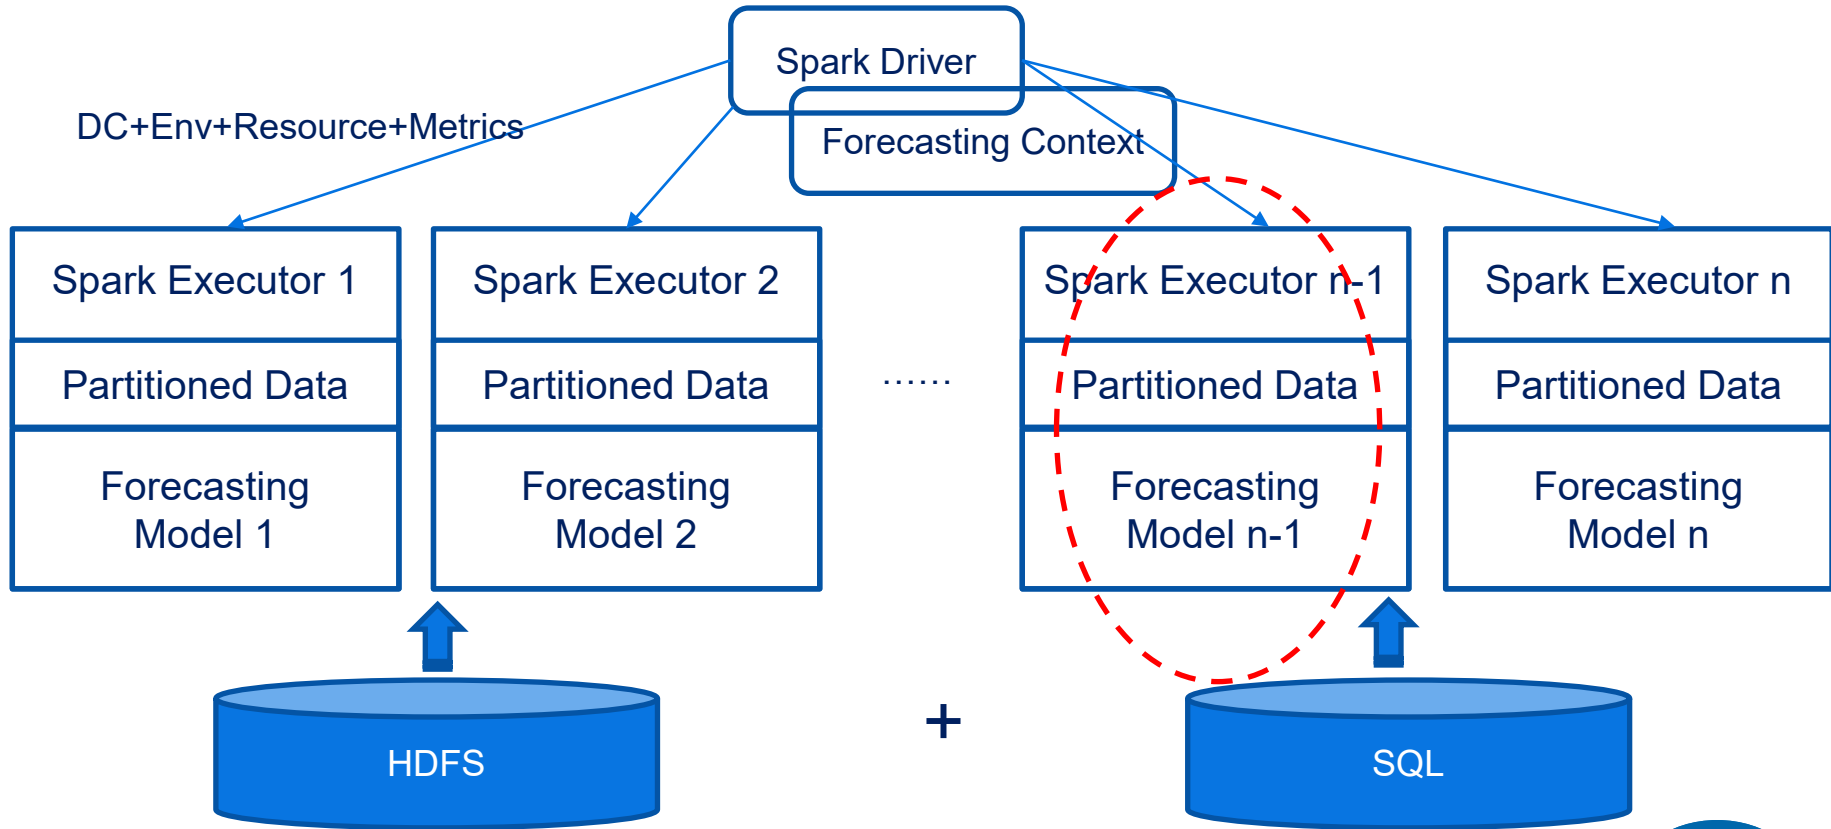 Spark Driver
DC+Env+Resource+Metrics
Forecasting Context
Spark Executor 1
Spark Executor 2
Spark Executor n-1
Spark Executor n
Partitioned Data
Partitioned Data
......
Partitioned Data
Partitioned Data
Forecasting
Model 1
Forecasting
Model 2
Forecasting
Model n-1
Forecasting
Model n
+
HDFS
SQL